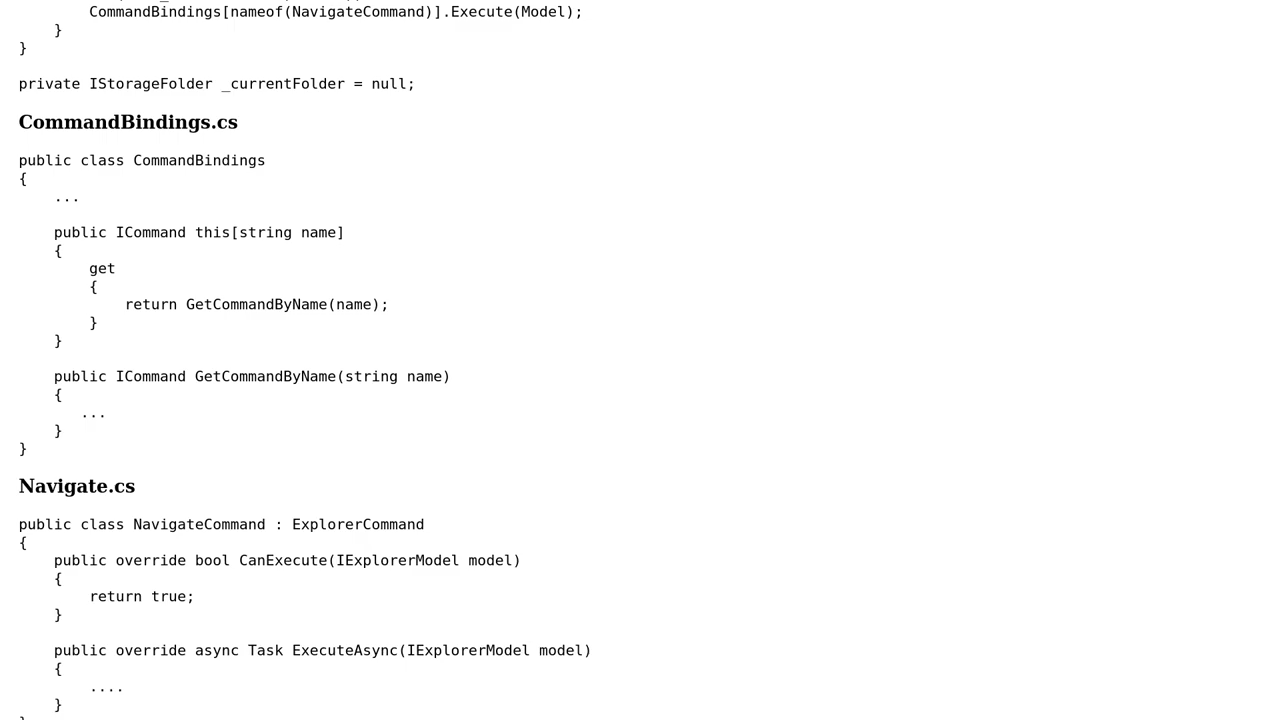 CommandBindings[nameof(NavigateCommand)].Execute(Model);
    }
}
private IStorageFolder _currentFolder = null;
CommandBindings.cs
public class CommandBindings
{
    ...
    public ICommand this[string name]
    {
        get
        {
            return GetCommandByName(name);
        }
    }
    public ICommand GetCommandByName(string name)
    {
       ...
    }
}
Navigate.cs
public class NavigateCommand : ExplorerCommand
{
    public override bool CanExecute(IExplorerModel model)
    {
        return true;
    }
    public override async Task ExecuteAsync(IExplorerModel model)
    {
        ....
    }
}